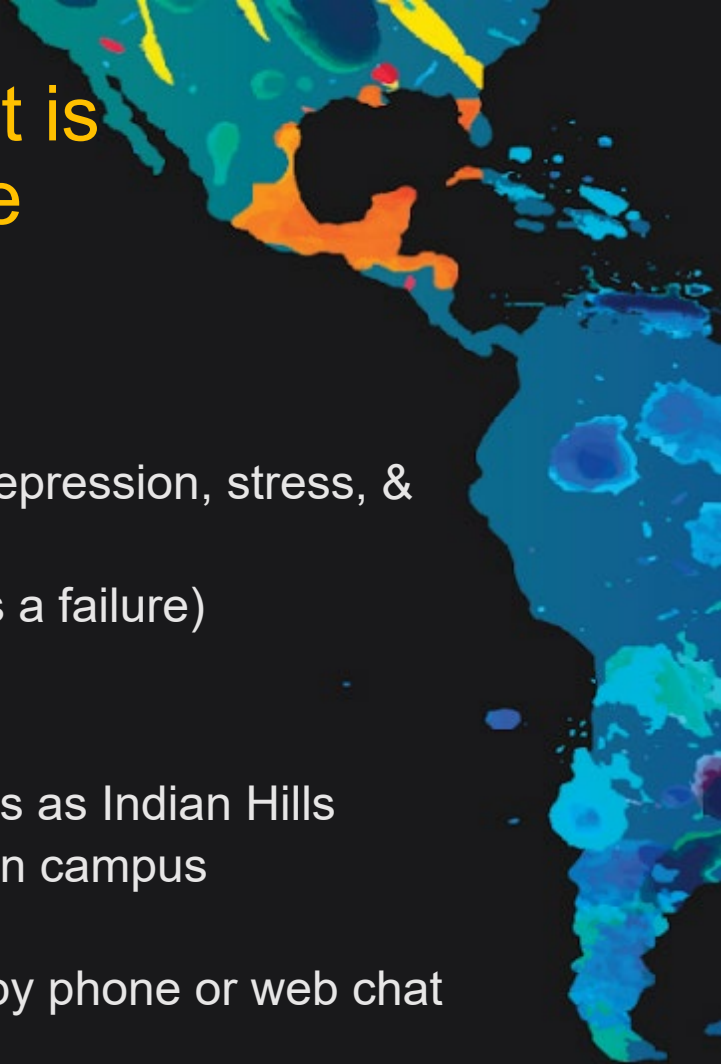 t is
e
epression, stress, &
s a failure)
s as Indian Hills
n campus
by phone or web chat